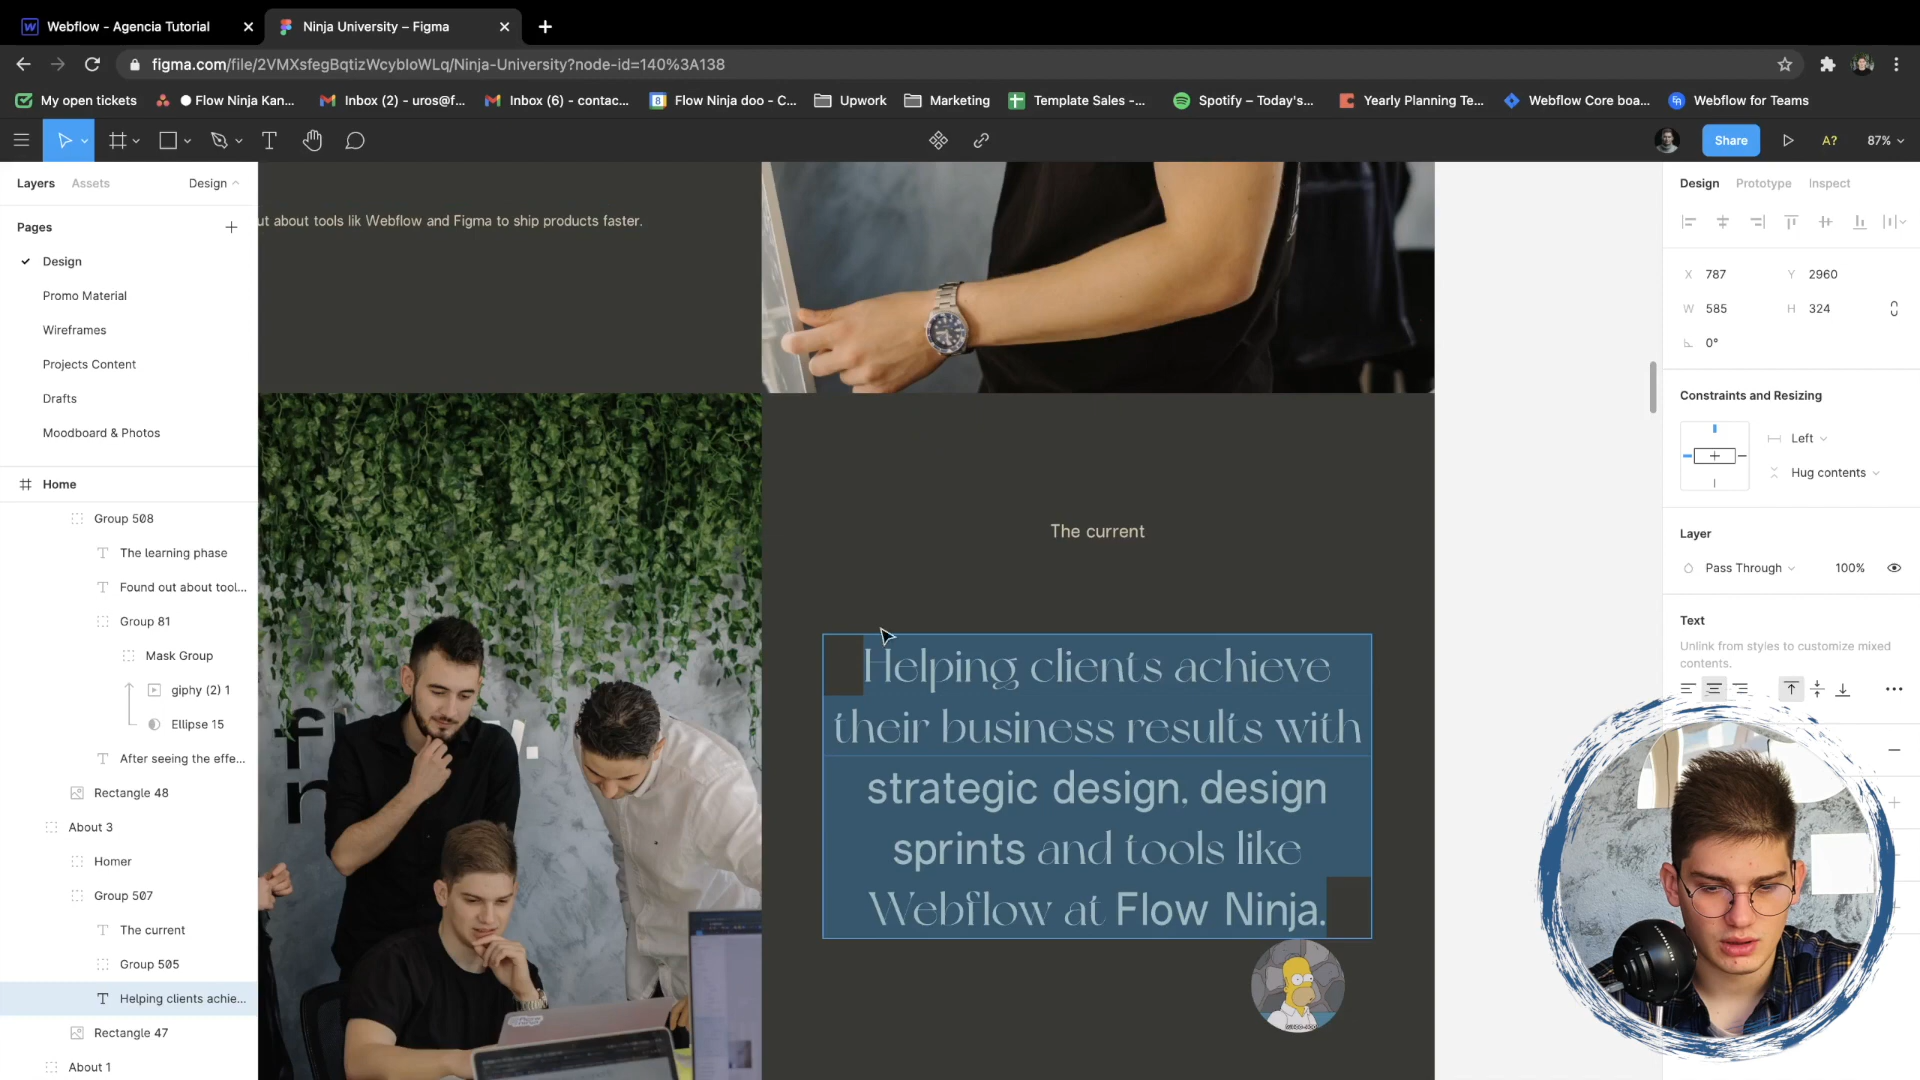 Webflow - Agencia Tutorial
Ninja University – Figma
figma.com/file/2VMXsfegBqtizWcybIoWLq/Ninja-University?node-id=140%3A138
My open tickets
Flow Ninja Kan...
Inbox (2) - uros@f...
Inbox (6) - contac...
Flow Ninja doo - C...
Upwork
Marketing
Template Sales -...
Spotify – Today's...
Yearly Planning Te...
Webflow Core boa...
Webflow for Teams
Share
A?
87%
Layers
Assets
Design
Pages
Design
Promo Material
Wireframes
Projects Content
Drafts
Moodboard & Photos
Home
Group 508
The learning phase
Found out about tool...
Group 81
Mask Group
giphy (2) 1
Ellipse 15
After seeing the effe...
Rectangle 48
About 3
Homer
Group 507
The current
Group 505
Helping clients achie...
Rectangle 47
About 1
ut about tools lik Webflow and Figma to ship products faster.
The current
Helping clients achieve
their business results with
strategic design, design
sprints and tools like
Webflow at Flow Ninja.
Design
Prototype
Inspect
X 787
Y 2960
W 585
H 324
0°
Constraints and Resizing
Left
Hug contents
Layer
Pass Through
100%
Text
Unlink from styles to customize mixed
contents.